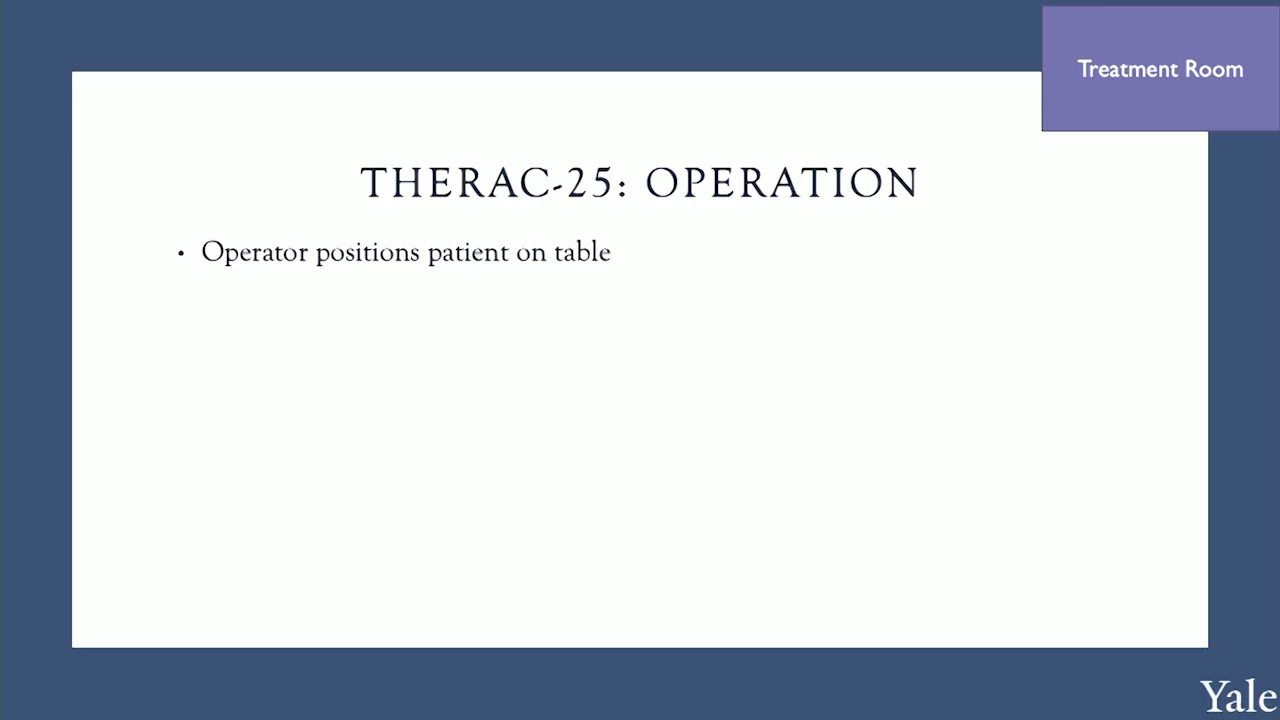 Treatment Room
THERAC-25: OPERATION
• Operator positions patient on table
Yale